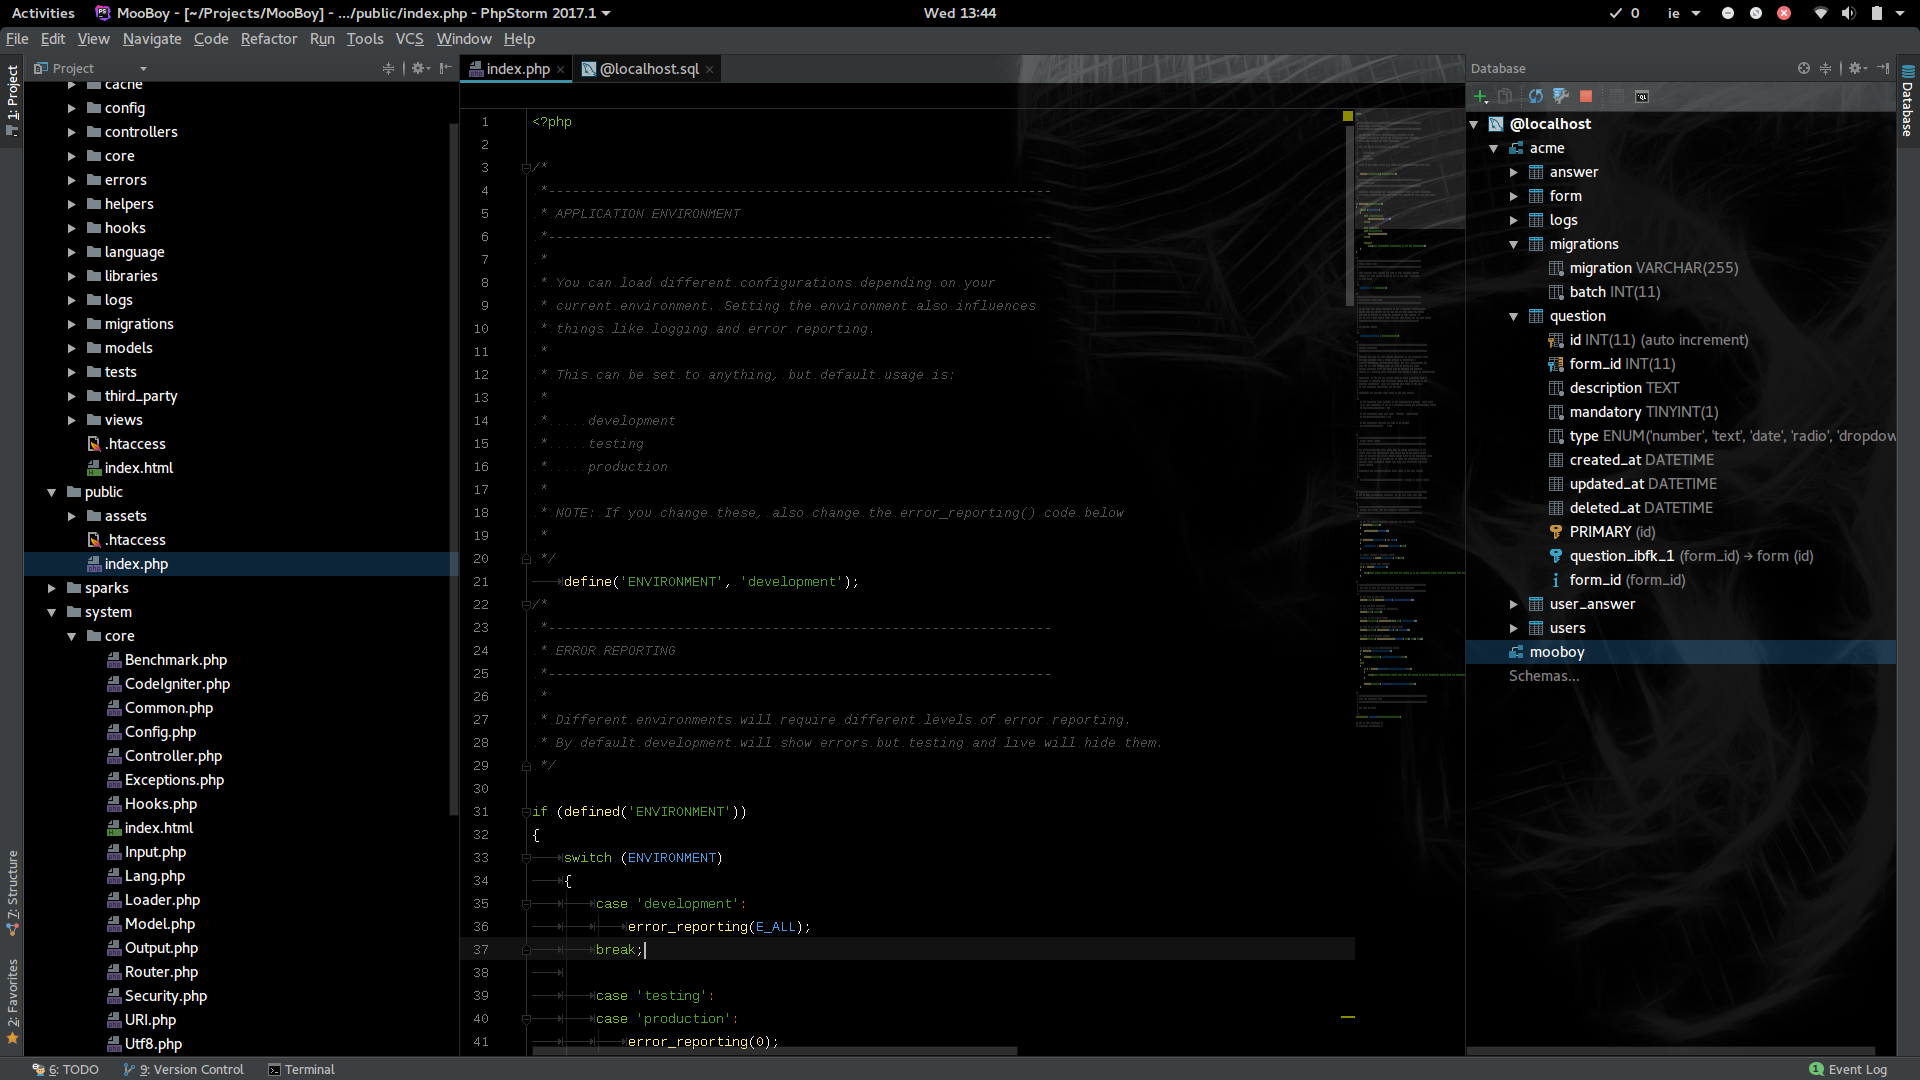 Activities MooBoy - [~/Projects/MooBoy] - .../public/index.php - PhpStorm 2017.1
Wed 13:44
0
ie
File Edit View Navigate Code Refactor Run Tools VCS Window Help
1: Project
7: Structure
2: Favorites
Project
cache
config
controllers
core
errors
helpers
hooks
language
libraries
logs
migrations
models
tests
third_party
views
.htaccess
index.html
public
assets
.htaccess
index.php
sparks
system
core
Benchmark.php
CodeIgniter.php
Common.php
Config.php
Controller.php
Exceptions.php
Hooks.php
index.html
Input.php
Lang.php
Loader.php
Model.php
Output.php
Router.php
Security.php
URI.php
Utf8.php
index.php @localhost.sql
1 <?php
2
3 /*
4 *---------------------------------------------------------------
5 * APPLICATION ENVIRONMENT
6 *---------------------------------------------------------------
7 *
8 * You can load different configurations depending on your
9 * current environment. Setting the environment also influences
10 * things like logging and error reporting.
11 *
12 * This can be set to anything, but default usage is:
13 *
14 * development
15 * testing
16 * production
17 *
18 * NOTE: If you change these, also change the error_reporting() code below
19 *
20 */
21 define('ENVIRONMENT', 'development');
22 /*
23 *---------------------------------------------------------------
24 * ERROR REPORTING
25 *---------------------------------------------------------------
26 *
27 * Different environments will require different levels of error reporting.
28 * By default development will show errors but testing and live will hide them.
29 */
30
31 if (defined('ENVIRONMENT'))
32 {
33 switch (ENVIRONMENT)
34 {
35 case 'development':
36 error_reporting(E_ALL);
37 break;
38
39 case 'testing':
40 case 'production':
41 error_reporting(0);
Database
@localhost
acme
answer
form
logs
migrations
migration VARCHAR(255)
batch INT(11)
question
id INT(11) (auto increment)
form_id INT(11)
description TEXT
mandatory TINYINT(1)
type ENUM('number', 'text', 'date', 'radio', 'dropdow
created_at DATETIME
updated_at DATETIME
deleted_at DATETIME
PRIMARY (id)
question_ibfk_1 (form_id) → form (id)
form_id (form_id)
user_answer
users
mooboy
Schemas...
Database
6: TODO 9: Version Control Terminal
1 Event Log